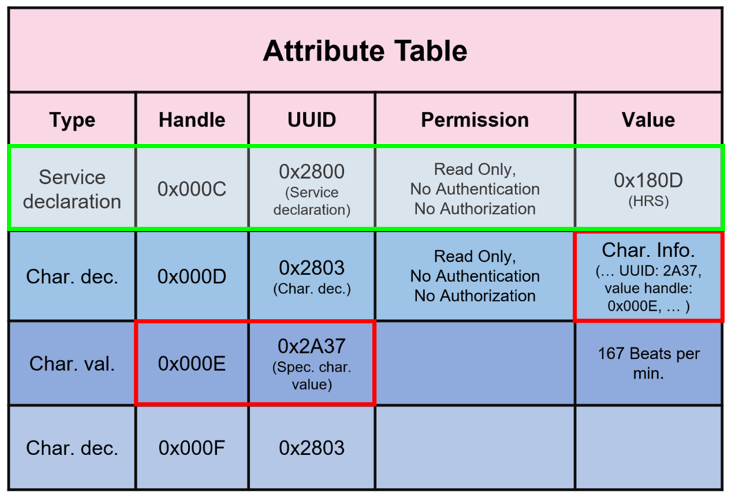 Attribute Table
Type Handle UUID Permission Value
Service
declaration
0x000C
0x2800
(Service
declaration)
Read Only,
No Authentication
No Authorization
0x180D
(HRS)
Char. dec.
0x000D
0x2803
(Char. dec.)
Read Only,
No Authentication
No Authorization
Char. Info.
(... UUID: 2A37,
value handle:
0x000E, ... )
Char. val.
0x000E
0x2A37
(Spec. char.
value)
167 Beats per
min.
Char. dec.
0x000F
0x2803